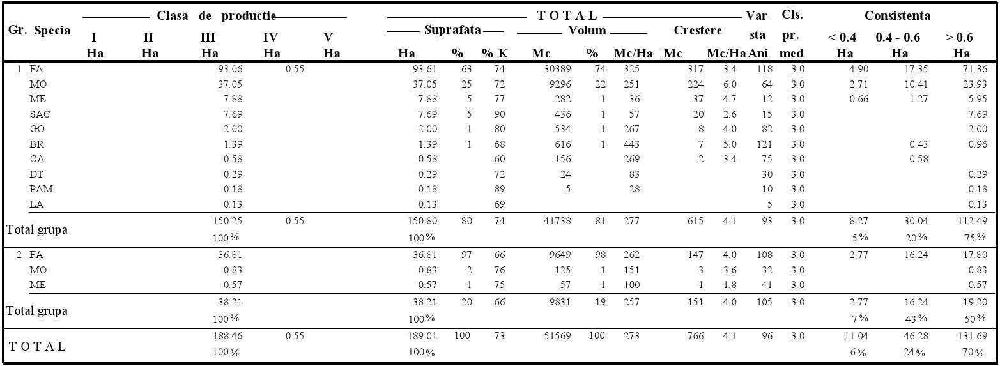 Clasa de productie T O T A L Var- Cls. Consistenta
Gr. Specia Suprafata Volum Crestere
I II III IV V sta pr. < 0.4 0.4 - 0.6 > 0.6
Ha Ha Ha Ha Ha Ha % % K Mc % Mc/Ha Mc Mc/Ha Ani med Ha Ha Ha
1 FA 93.06 0.55 93.61 63 74 30389 74 325 317 3.4 118 3.0 4.90 17.35 71.36
MO 37.05 37.05 25 72 9296 22 251 224 6.0 64 3.0 2.71 10.41 23.93
ME 7.88 7.88 5 77 282 1 36 37 4.7 12 3.0 0.66 1.27 5.95
SAC 7.69 7.69 5 90 436 1 57 20 2.6 15 3.0 7.69
GO 2.00 2.00 1 80 534 1 267 8 4.0 82 3.0 2.00
BR 1.39 1.39 1 68 616 1 443 7 5.0 121 3.0 0.43 0.96
CA 0.58 0.58 60 156 269 2 3.4 75 3.0 0.58
DT 0.29 0.29 72 24 83 30 3.0 0.29
PAM 0.18 0.18 89 5 28 10 3.0 0.18
LA 0.13 0.13 69 5 3.0 0.13
Total grupa 150.25 0.55 150.80 80 74 41738 81 277 615 4.1 93 3.0 8.27 30.04 112.49
100% 100% 5% 20% 75%
2 FA 36.81 36.81 97 66 9649 98 262 147 4.0 108 3.0 2.77 16.24 17.80
MO 0.83 0.83 2 76 125 1 151 3 3.6 32 3.0 0.83
ME 0.57 0.57 1 75 57 1 100 1 1.8 41 3.0 0.57
Total grupa 38.21 38.21 20 66 9831 19 257 151 4.0 105 3.0 2.77 16.24 19.20
100% 100% 7% 43% 50%
T O T A L 188.46 0.55 189.01 100 73 51569 100 273 766 4.1 96 3.0 11.04 46.28 131.69
100% 100% 6% 24% 70%